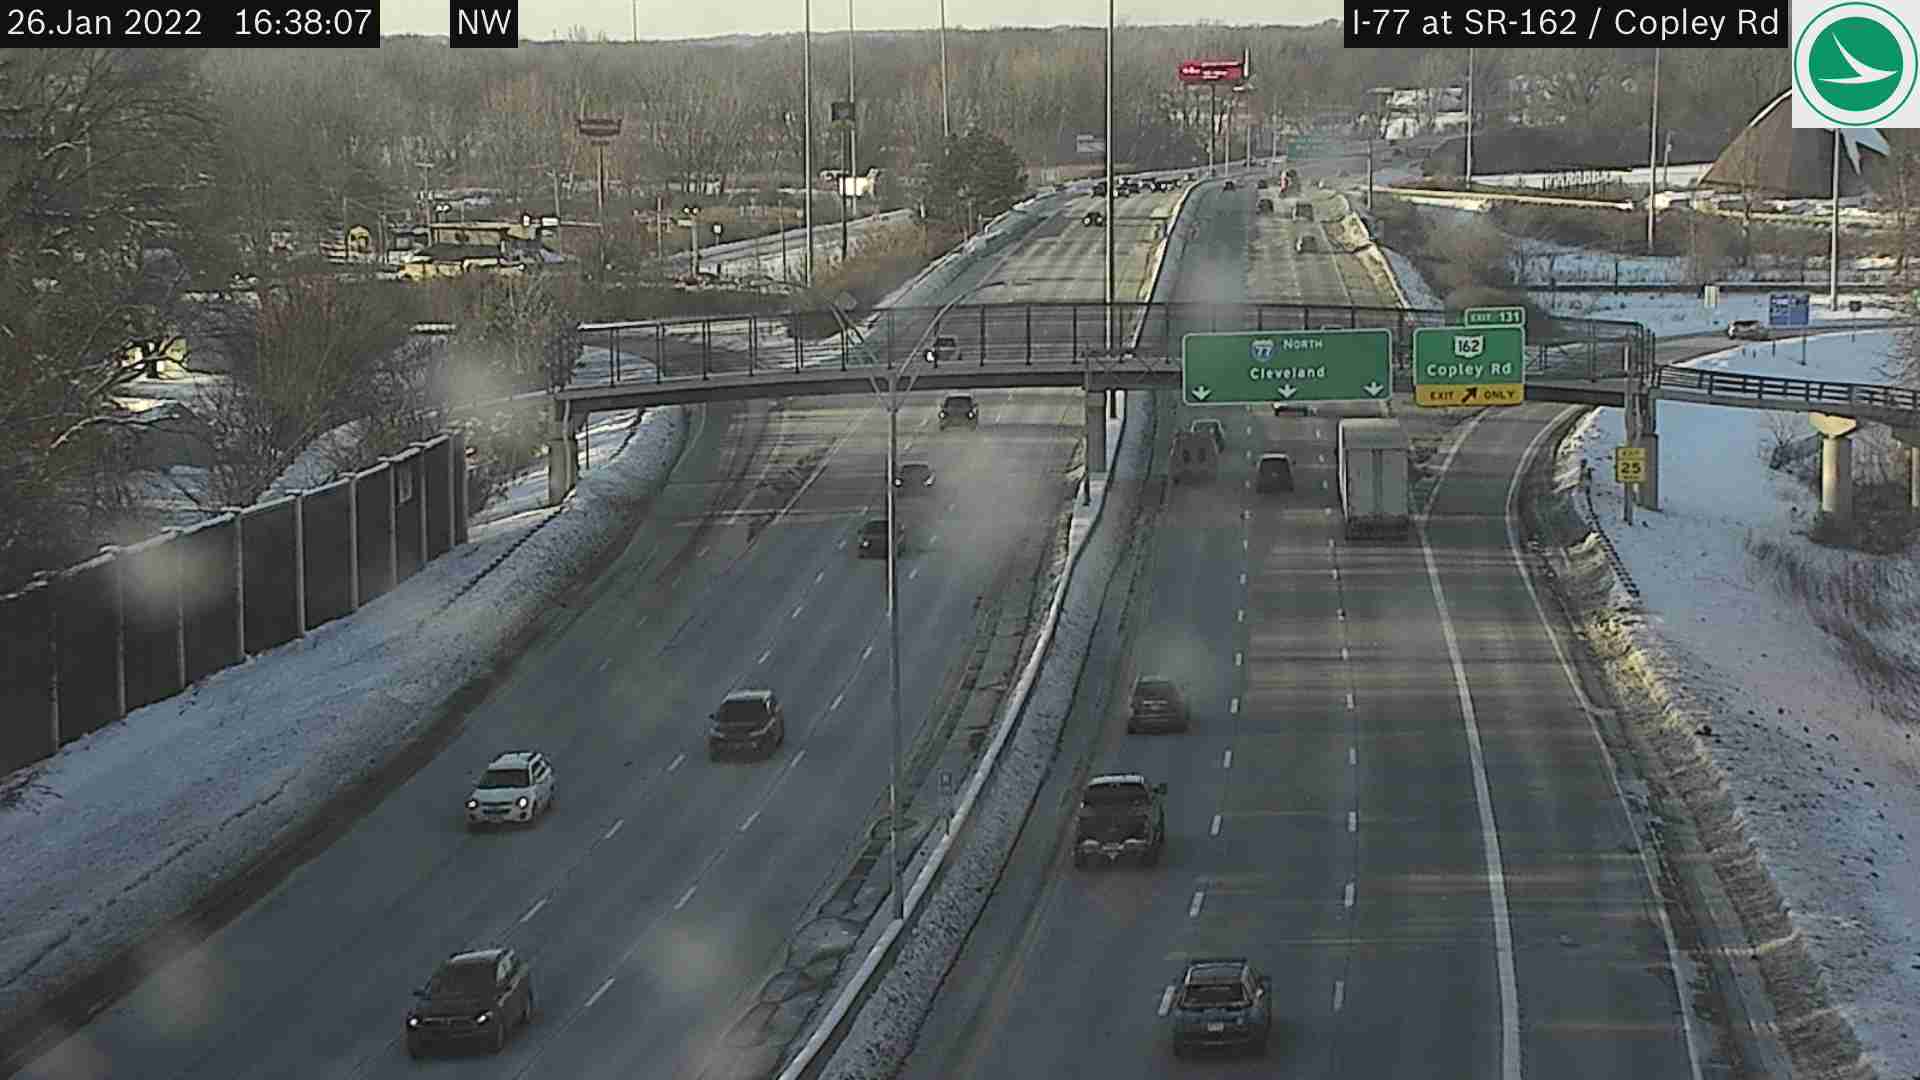 26.Jan 2022 16:38:07
NW
I-77 at SR-162 / Copley Rd
EXIT 131
77 NORTH
Cleveland
162
Copley Rd
EXIT ONLY
EXIT
25